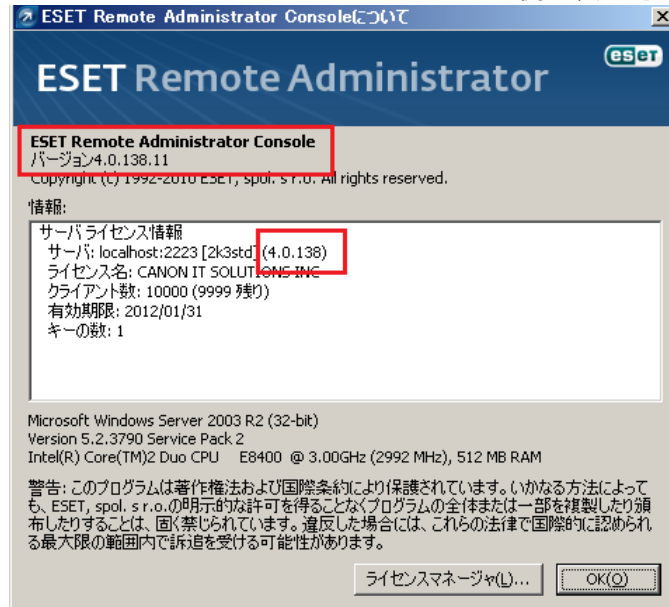 ESET Remote Administrator Consoleについて
eset
ESET Remote Administrator
ESET Remote Administrator Console
バージョン4.0.138.11
Copyright (c) 1992-2010 ESET, spol. s r.o. All rights reserved.
情報:
サーバ ライセンス情報
サーバ: localhost:2223 [2k3std] (4.0.138)
ライセンス名: CANON IT SOLUTIONS INC
クライアント数: 10000 (9999 残り)
有効期限: 2012/01/31
キーの数: 1
Microsoft Windows Server 2003 R2 (32-bit)
Version 5.2.3790 Service Pack 2
Intel(R) Core(TM)2 Duo CPU E8400 @ 3.00GHz (2992 MHz), 512 MB RAM
警告: このプログラムは著作権法および国際条約により保護されています。いかなる方法によって
も、ESET, spol. s r.o.の明示的な許可を得ることなくプログラムの全体または一部を複製したり頒
布したりすることは、固く禁じられています。違反した場合には、これらの法律で国際的に認められ
る最大限の範囲内で訴追を受ける可能性があります。
ライセンスマネージャ(L)... OK(O)